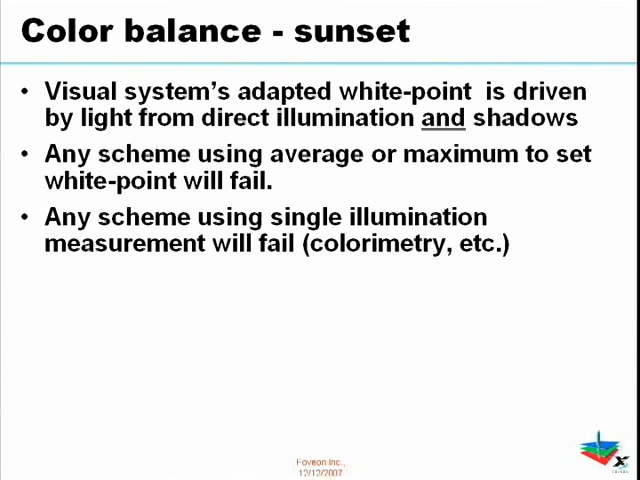 Color balance - sunset
• Visual system's adapted white-point is driven
by light from direct illumination and shadows
• Any scheme using average or maximum to set
white-point will fail.
• Any scheme using single illumination
measurement will fail (colorimetry, etc.)
Foveon Inc.,
12/12/2007